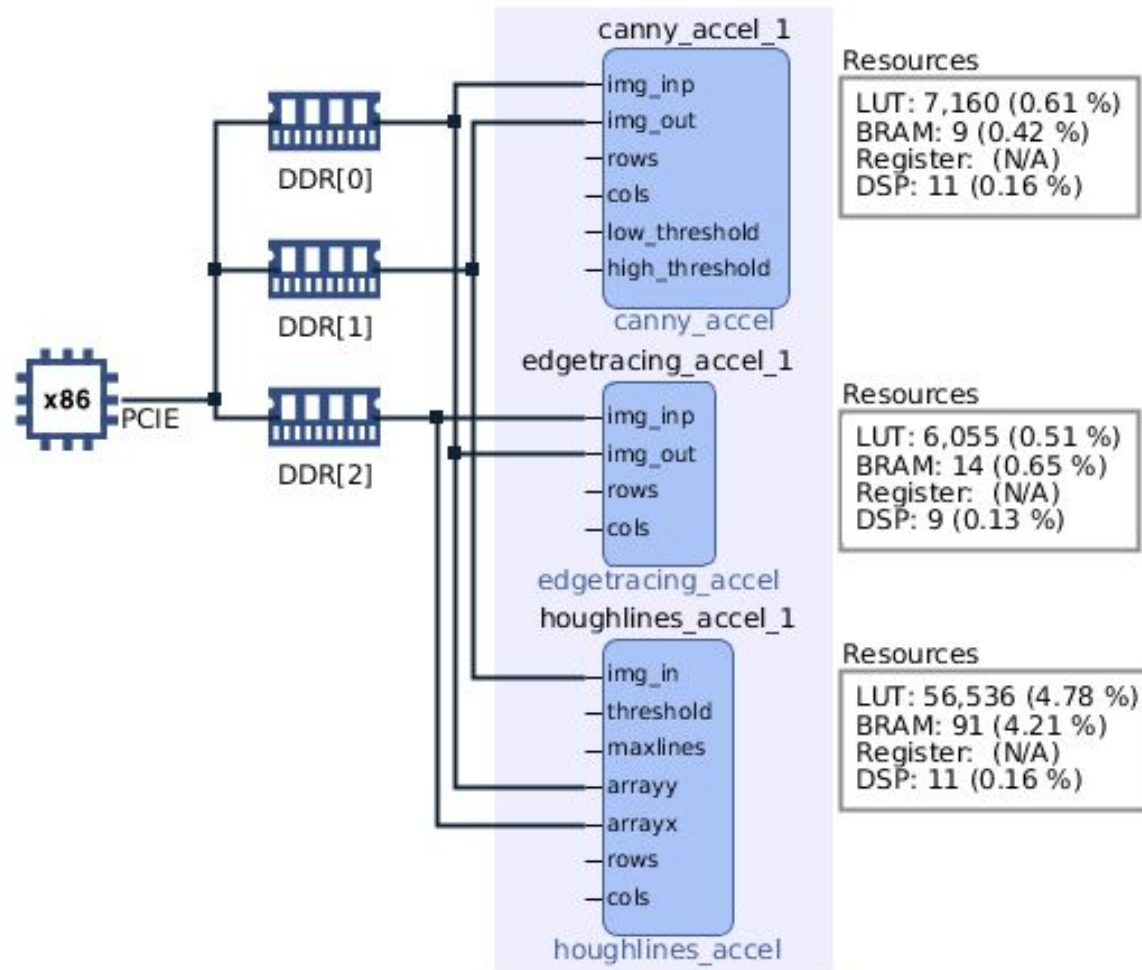 canny_accel_1
img_inp
img_out
rows
cols
low_threshold
high_threshold
canny_accel
Resources
LUT: 7,160 (0.61 %)
BRAM: 9 (0.42 %)
Register: (N/A)
DSP: 11 (0.16 %)
DDR[0]
DDR[1]
x86
PCIE
DDR[2]
edgetracing_accel_1
img_inp
img_out
rows
cols
edgetracing_accel
Resources
LUT: 6,055 (0.51 %)
BRAM: 14 (0.65 %)
Register: (N/A)
DSP: 9 (0.13 %)
houghlines_accel_1
img_in
threshold
maxlines
arrayy
arrayx
rows
cols
houghlines_accel
Resources
LUT: 56,536 (4.78 %)
BRAM: 91 (4.21 %)
Register: (N/A)
DSP: 11 (0.16 %)